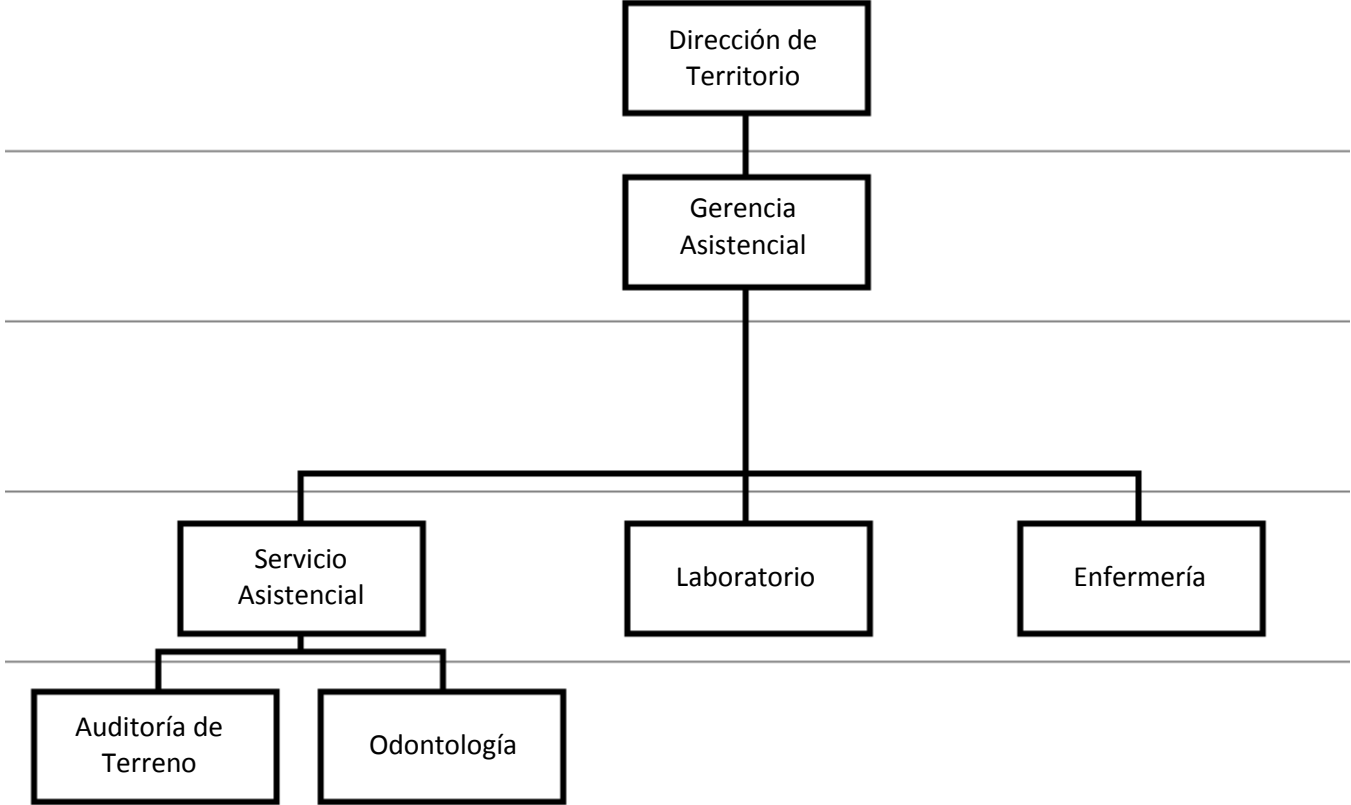 Dirección de
Territorio
Gerencia
Asistencial
Servicio
Asistencial
Laboratorio
Enfermería
Auditoría de
Terreno
Odontología